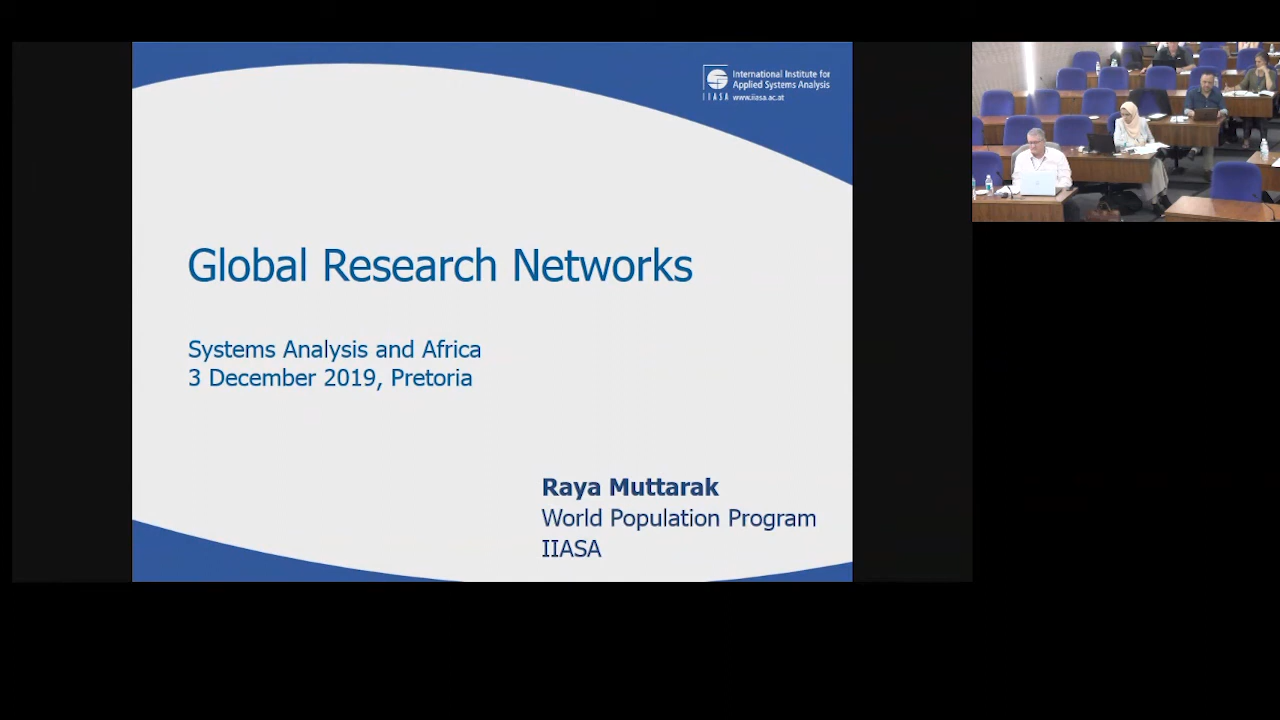 International Institute for
Applied Systems Analysis
IIASA www.iiasa.ac.at
Global Research Networks
Systems Analysis and Africa
3 December 2019, Pretoria
Raya Muttarak
World Population Program
IIASA